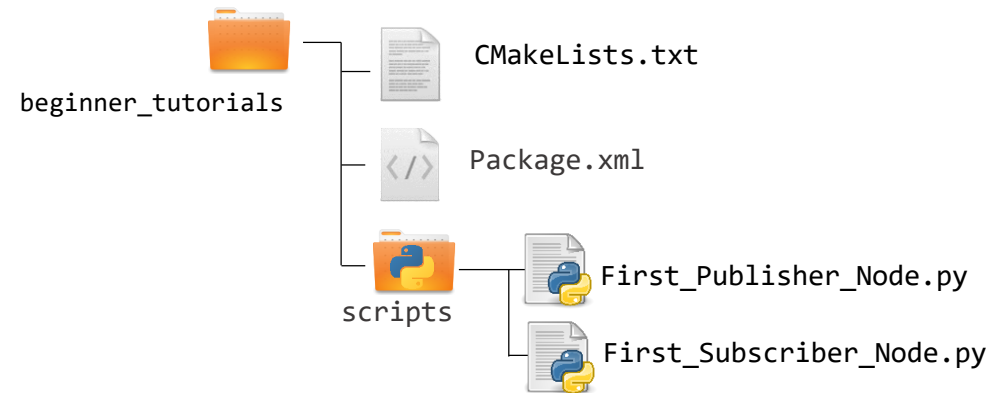 CMakeLists.txt
beginner_tutorials
Package.xml
scripts
First_Publisher_Node.py
First_Subscriber_Node.py